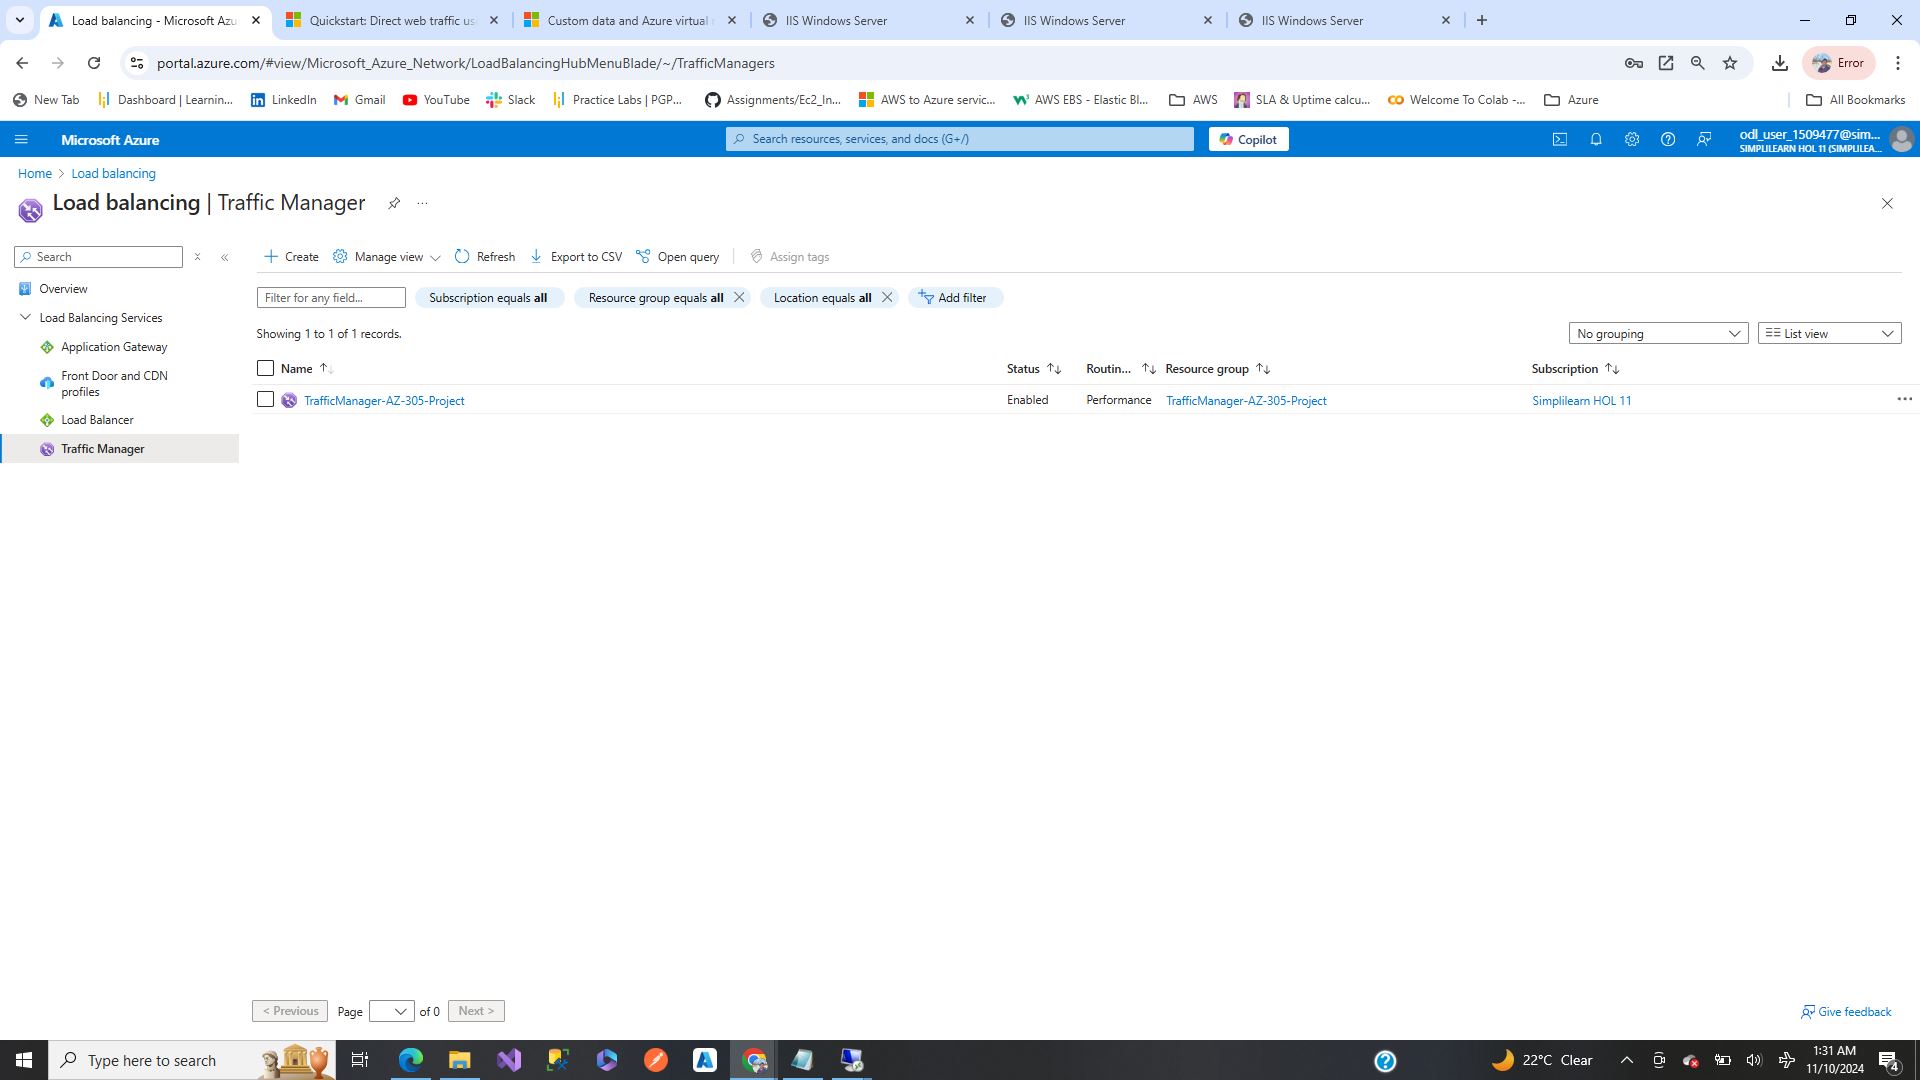 Load balancing - Microsoft Azu
Quickstart: Direct web traffic us
Custom data and Azure virtual
IIS Windows Server
IIS Windows Server
IIS Windows Server
portal.azure.com/#view/Microsoft_Azure_Network/LoadBalancingHubMenuBlade/~/TrafficManagers
Error
New Tab
Dashboard | Learnin...
LinkedIn
Gmail
YouTube
Slack
Practice Labs | PGP...
Assignments/Ec2_In...
AWS to Azure servic...
AWS EBS - Elastic Bl...
AWS
SLA & Uptime calcu...
Welcome To Colab -...
Azure
All Bookmarks
Microsoft Azure
Search resources, services, and docs (G+/)
Copilot
odl_user_1509477@sim...
SIMPLILEARN HOL 11 (SIMPLILEA...
Home > Load balancing
Load balancing | Traffic Manager
Search
Create
Manage view
Refresh
Export to CSV
Open query
Assign tags
Overview
Load Balancing Services
Application Gateway
Front Door and CDN
profiles
Load Balancer
Traffic Manager
Filter for any field...
Subscription equals all
Resource group equals all
Location equals all
Add filter
Showing 1 to 1 of 1 records.
No grouping
List view
Name
Status
Routin...
Resource group
Subscription
TrafficManager-AZ-305-Project
Enabled
Performance
TrafficManager-AZ-305-Project
Simplilearn HOL 11
< Previous
Page
of 0
Next >
Give feedback
Type here to search
22°C Clear
1:31 AM
11/10/2024
4